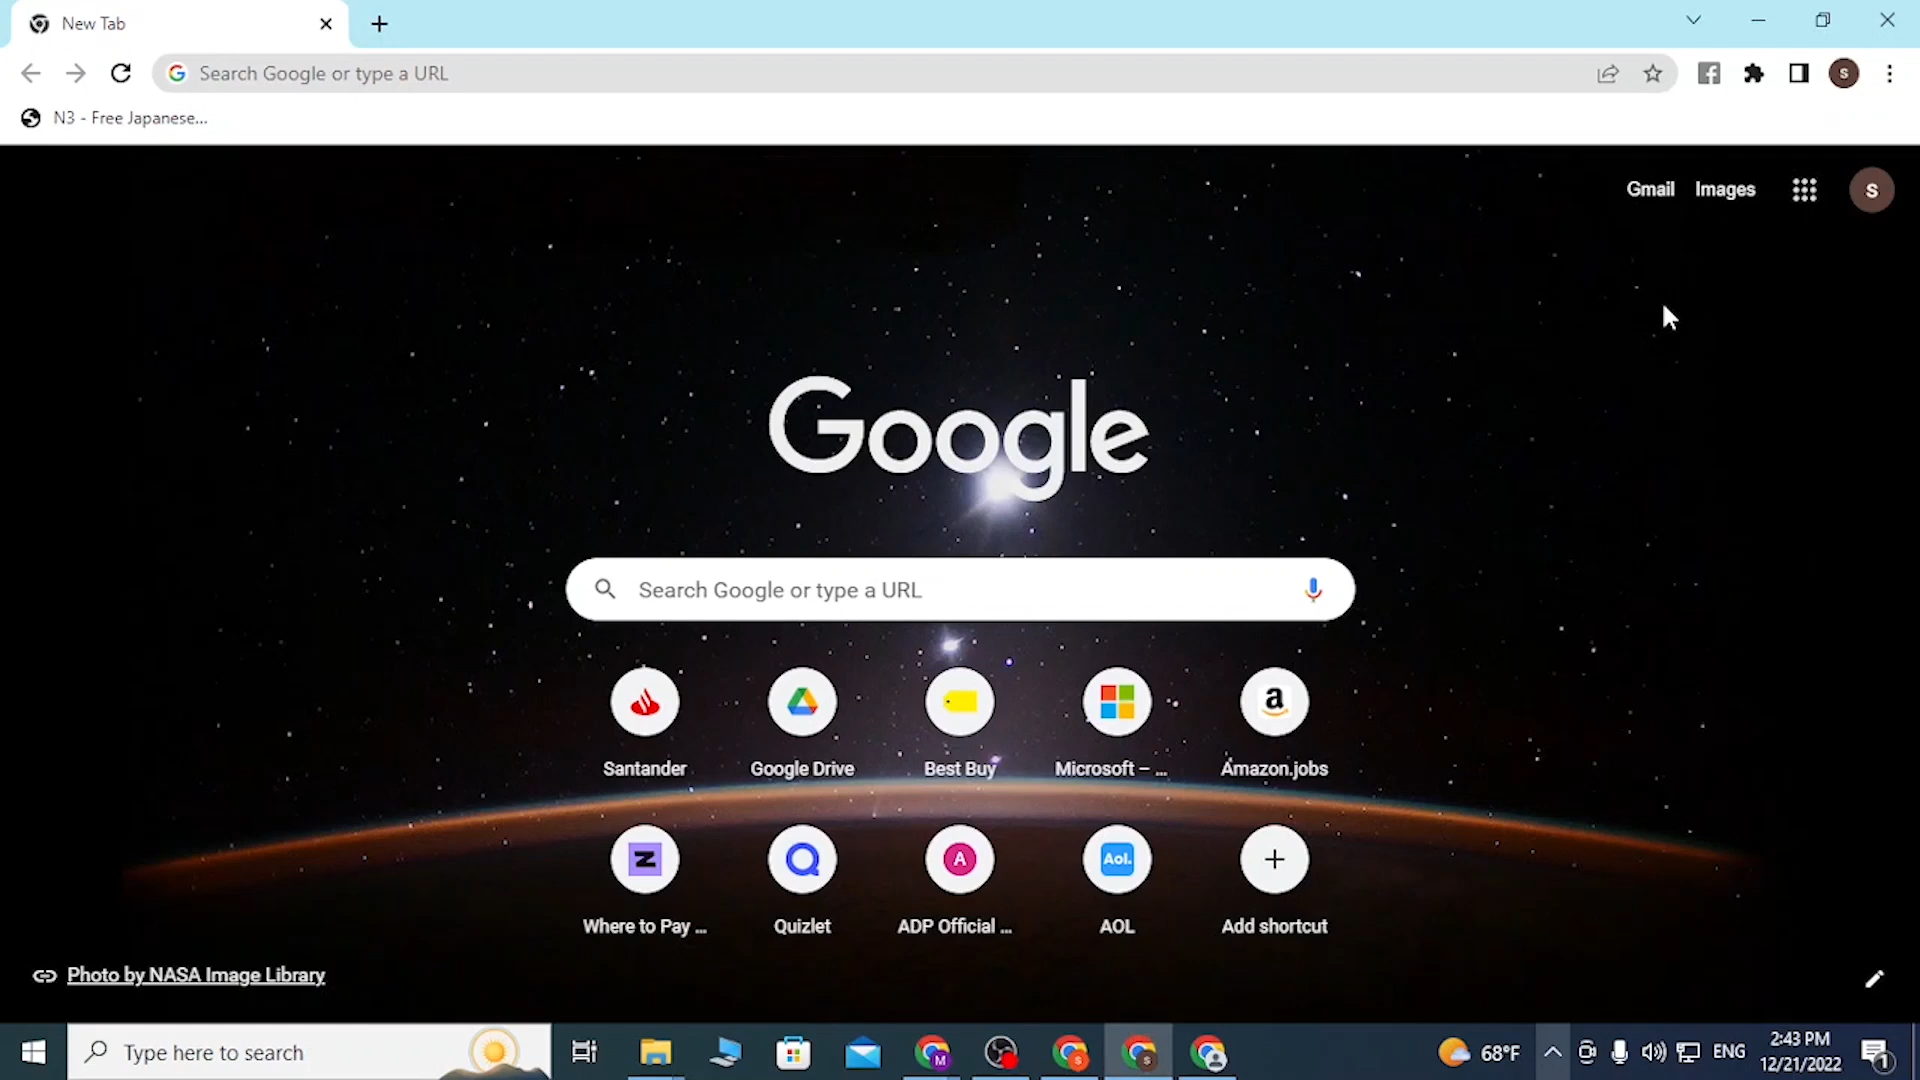 New Tab
Search Google or type a URL
S
N3 - Free Japanese...
Gmail
Images
S
Google
Search Google or type a URL
Santander
Google Drive
Best Buy
Microsoft – ...
a
Amazon.jobs
Z
A
Aol.
Where to Pay ...
Quizlet
ADP Official ...
AOL
Add shortcut
Photo by NASA Image Library
Type here to search
M
S
S
68°F
ENG
2:43 PM
12/21/2022
1